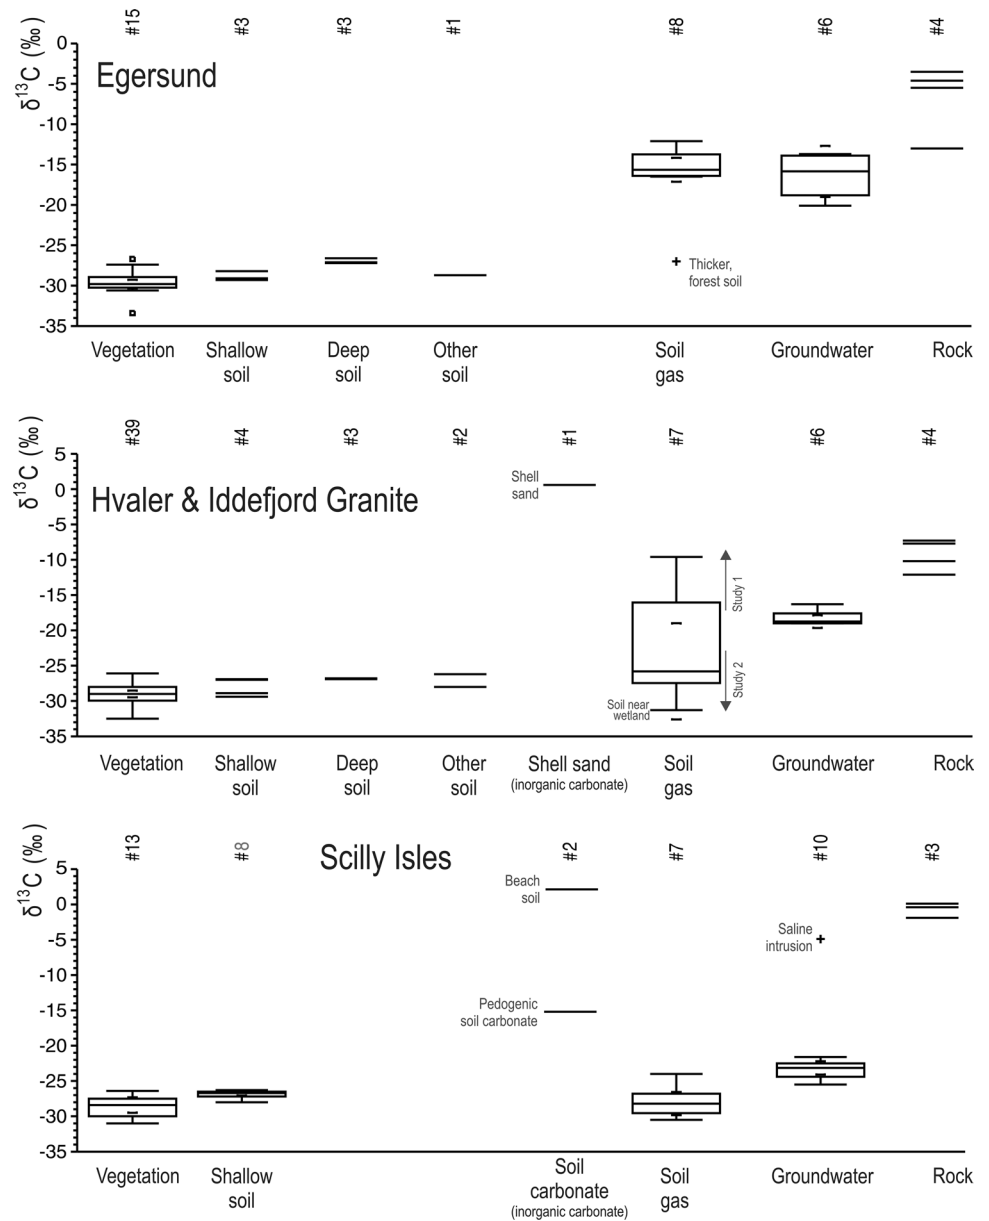 #15 #3 #3 #1 #8 #6 #4
δ¹³C (‰)
Egersund
0
-5
-10
-15
-20
-25
-30
-35
Thicker,
forest soil
Vegetation Shallow Deep Other Soil Groundwater Rock
soil soil soil gas
#39 #4 #3 #2 #1 #7 #6 #4
δ¹³C (‰)
Hvaler & Iddefjord Granite
5
0
-5
-10
-15
-20
-25
-30
-35
Shell
sand
Study 1
Study 2
Soil near
wetland
Vegetation Shallow Deep Other Shell sand Soil Groundwater Rock
soil soil soil (inorganic carbonate) gas
#13 #8 #2 #7 #10 #3
δ¹³C (‰)
Scilly Isles
5
0
-5
-10
-15
-20
-25
-30
-35
Beach
soil
Saline
intrusion
Pedogenic
soil carbonate
Vegetation Shallow Soil Soil Groundwater Rock
soil carbonate gas
(inorganic carbonate)